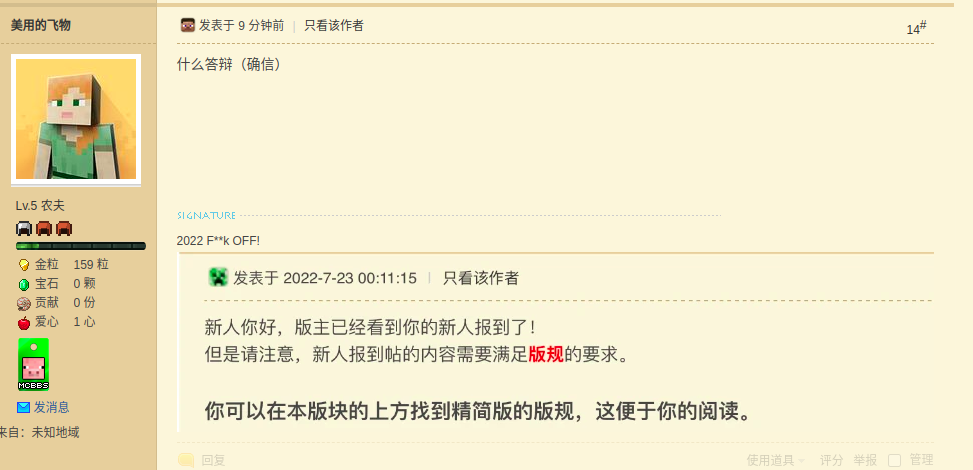 美用的飞物
发表于 9 分钟前 | 只看该作者
14#
什么答辩（确信）
Lv.5 农夫
金粒 159 粒
宝石 0 颗
贡献 0 份
爱心 1 心
MCBBS
发消息
来自：未知地域
SIGNATURE
2022 F**k OFF!
发表于 2022-7-23 00:11:15 | 只看该作者
新人你好，版主已经看到你的新人报到了！
但是请注意，新人报到帖的内容需要满足版规的要求。
你可以在本版块的上方找到精简版的版规，这便于你的阅读。
回复
使用道具 评分 举报 管理